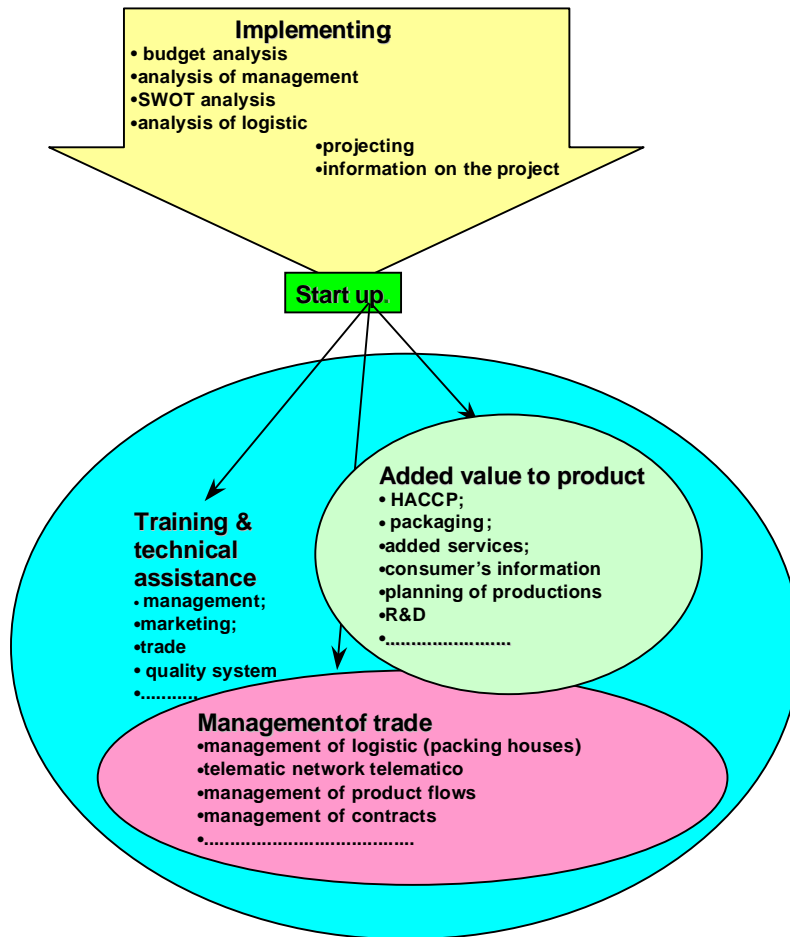 Implementing
• budget analysis
•analysis of management
•SWOT analysis
•analysis of logistic
•projecting
•information on the project
Start up.
Added value to product
• HACCP;
• packaging;
•added services;
•consumer's information
•planning of productions
•R&D
•........................
Training &
technical
assistance
• management;
•marketing;
•trade
• quality system
•...........
Managementof trade
•management of logistic (packing houses)
•telematic network telematico
•management of product flows
•management of contracts
•........................................